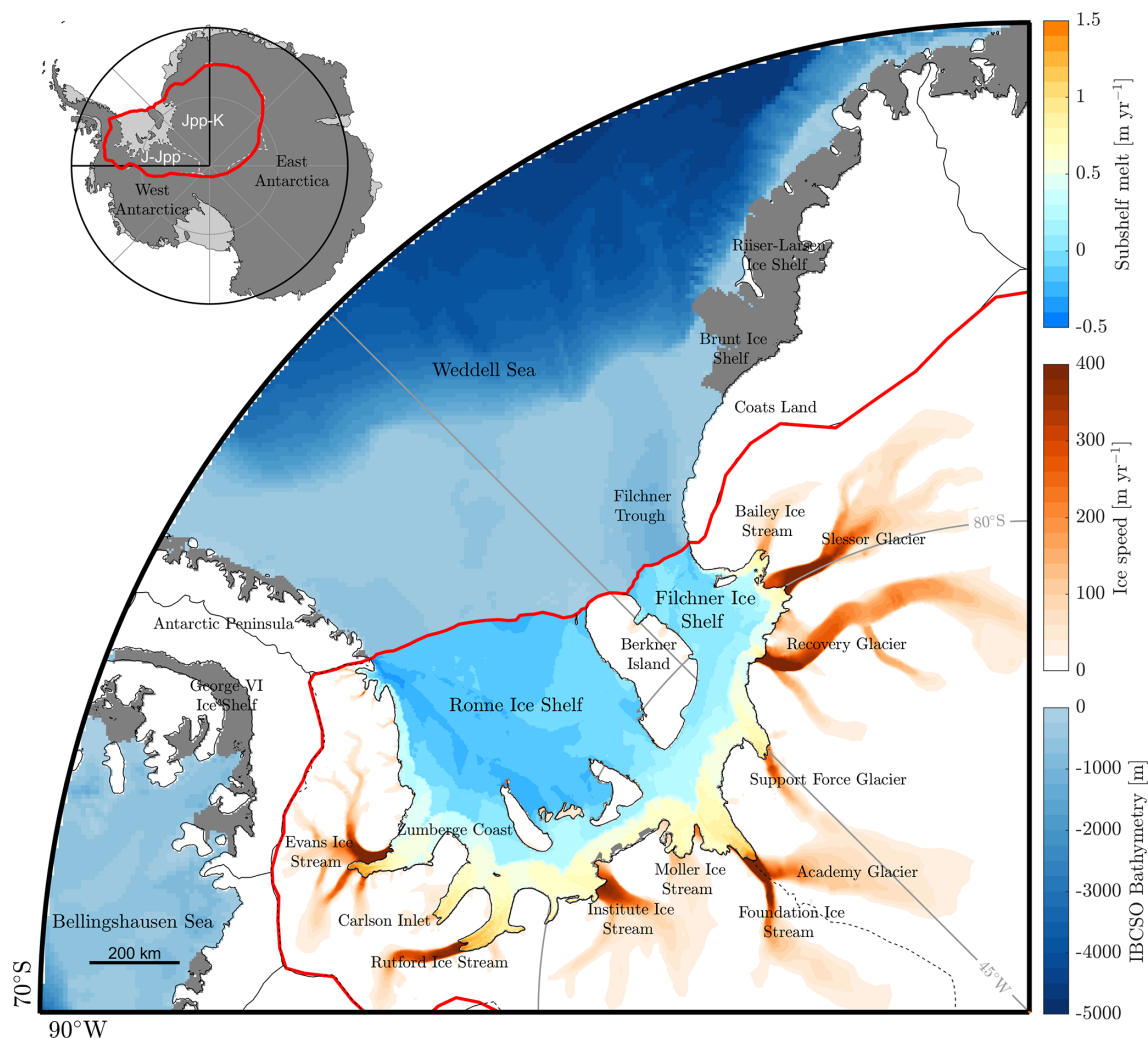 Jpp-K
J-Jpp
East
Antarctica
West
Antarctica
Riiser-Larsen
Ice Shelf
Brunt Ice
Shelf
Weddell Sea
Coats Land
Filchner
Trough
Bailey Ice
Stream
80°S
Slessor Glacier
Filchner Ice
Shelf
Antarctic Peninsula
Berkner
Island
Recovery Glacier
George VI
Ice Shelf
Ronne Ice Shelf
Support Force Glacier
Zumberge Coast
Evans Ice
Stream
Moller Ice
Stream
Academy Glacier
Carlson Inlet
Institute Ice
Stream
Foundation Ice
Stream
Bellingshausen Sea
200 km
Rutford Ice Stream
45°W
70°S
90°W
1.5
1
0.5
0
-0.5
Subshelf melt [m yr⁻¹]
400
300
200
100
0
Ice speed [m yr⁻¹]
0
-1000
-2000
-3000
-4000
-5000
IBCSO Bathymetry [m]